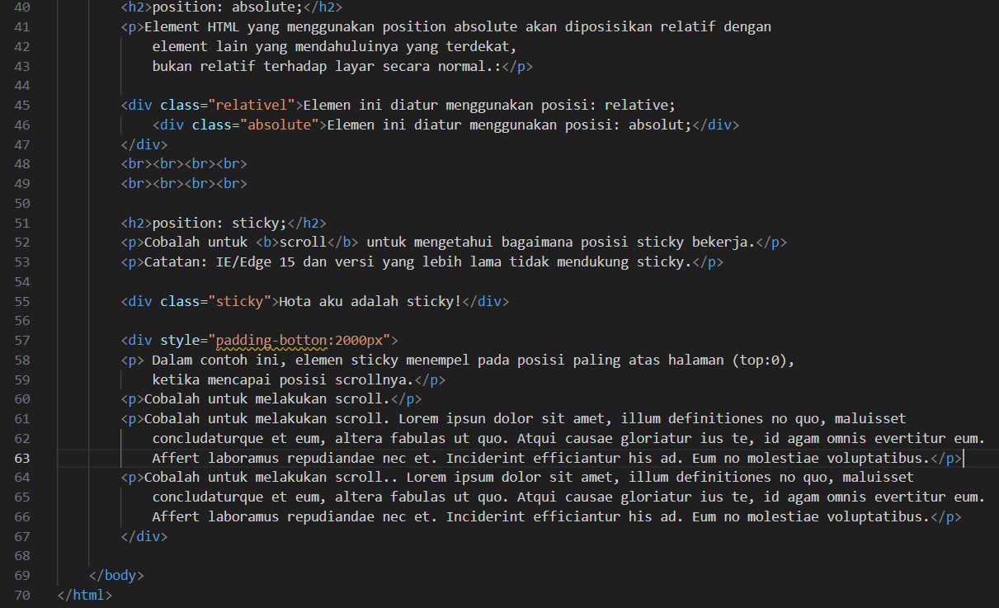 40 <h2>position: absolute;</h2>
41 <p>Element HTML yang menggunakan position absolute akan diposisikan relatif dengan
42 element lain yang mendahuluinya yang terdekat,
43 bukan relatif terhadap layar secara normal.:</p>
44
45 <div class="relativel">Elemen ini diatur menggunakan posisi: relative;
46 <div class="absolute">Elemen ini diatur menggunakan posisi: absolut;</div>
47 </div>
48 <br><br><br><br>
49 <br><br><br><br>
50
51 <h2>position: sticky;</h2>
52 <p>Cobalah untuk <b>scroll</b> untuk mengetahui bagaimana posisi sticky bekerja.</p>
53 <p>Catatan: IE/Edge 15 dan versi yang lebih lama tidak mendukung sticky.</p>
54
55 <div class="sticky">Hota aku adalah sticky!</div>
56
57 <div style="padding-botton:2000px">
58 <p> Dalam contoh ini, elemen sticky menempel pada posisi paling atas halaman (top:0),
59 ketika mencapai posisi scrollnya.</p>
60 <p>Cobalah untuk melakukan scroll.</p>
61 <p>Cobalah untuk melakukan scroll. Lorem ipsun dolor sit amet, illum definitiones no quo, maluisset
62 concludaturque et eum, altera fabulas ut quo. Atqui causae gloriatur ius te, id agam omnis evertitur eum.
63 Affert laboramus repudiandae nec et. Inciderint efficiantur his ad. Eum no molestiae voluptatibus.</p>
64 <p>Cobalah untuk melakukan scroll.. Lorem ipsum dolor sit amet, illum definitiones no quo, maluisset
65 concludaturque et eum, altera fabulas ut quo. Atqui causae gloriatur ius te, id agam omnis evertitur eum.
66 Affert laboramus repudiandae nec et. Inciderint efficiantur his ad. Eum no molestiae voluptatibus.</p>
67 </div>
68
69 </body>
70 </html>